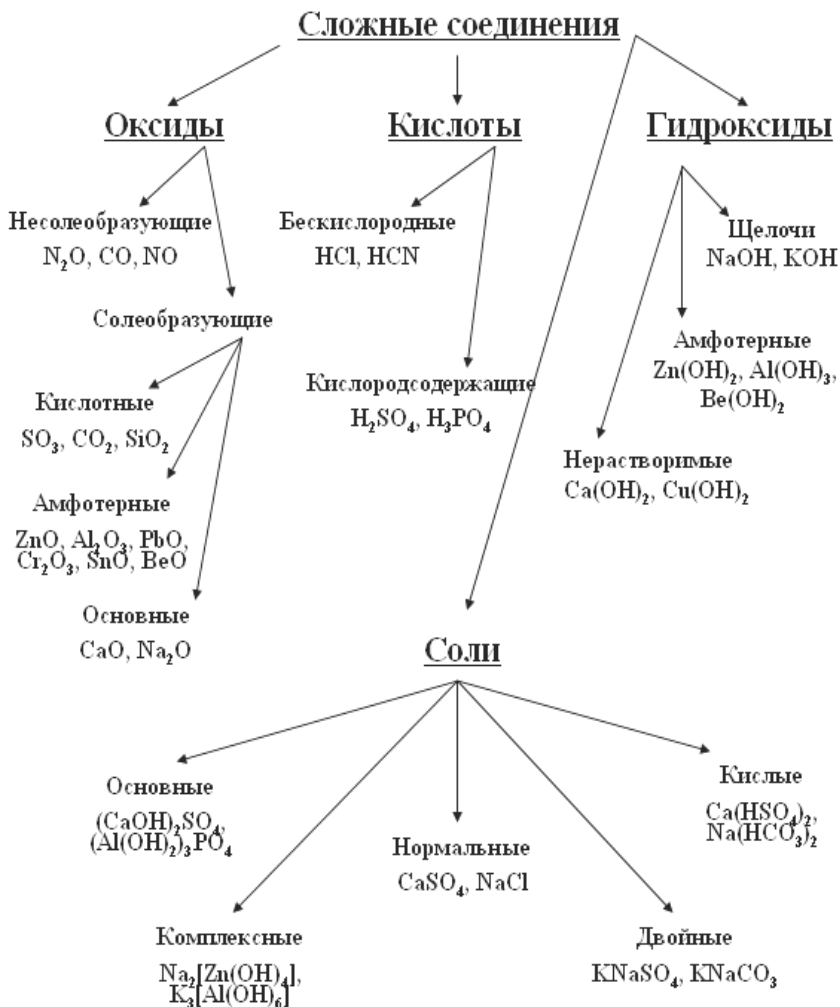 Сложные соединения
Оксиды
Кислоты
Гидроксиды
Несолеобразующие
N₂O, CO, NO
Бескислородные
HCl, HCN
Щелочи
NaOH, KOH
Солеобразующие
Амфотерные
Zn(OH)₂, Al(OH)₃,
Be(OH)₂
Кислотные
SO₃, CO₂, SiO₂
Кислородсодержащие
H₂SO₄, H₃PO₄
Нерастворимые
Ca(OH)₂, Cu(OH)₂
Амфотерные
ZnO, Al₂O₃, PbO,
Cr₂O₃, SnO, BeO
Основные
CaO, Na₂O
Соли
Основные
(CaOH)₂SO₄,
(Al(OH)₂)₃PO₄
Нормальные
CaSO₄, NaCl
Кислые
Ca(HSO₄)₂,
Na(HCO₃)₂
Комплексные
Na₂[Zn(OH)₄],
K₃[Al(OH)₆]
Двойные
KNaSO₄, KNaCO₃